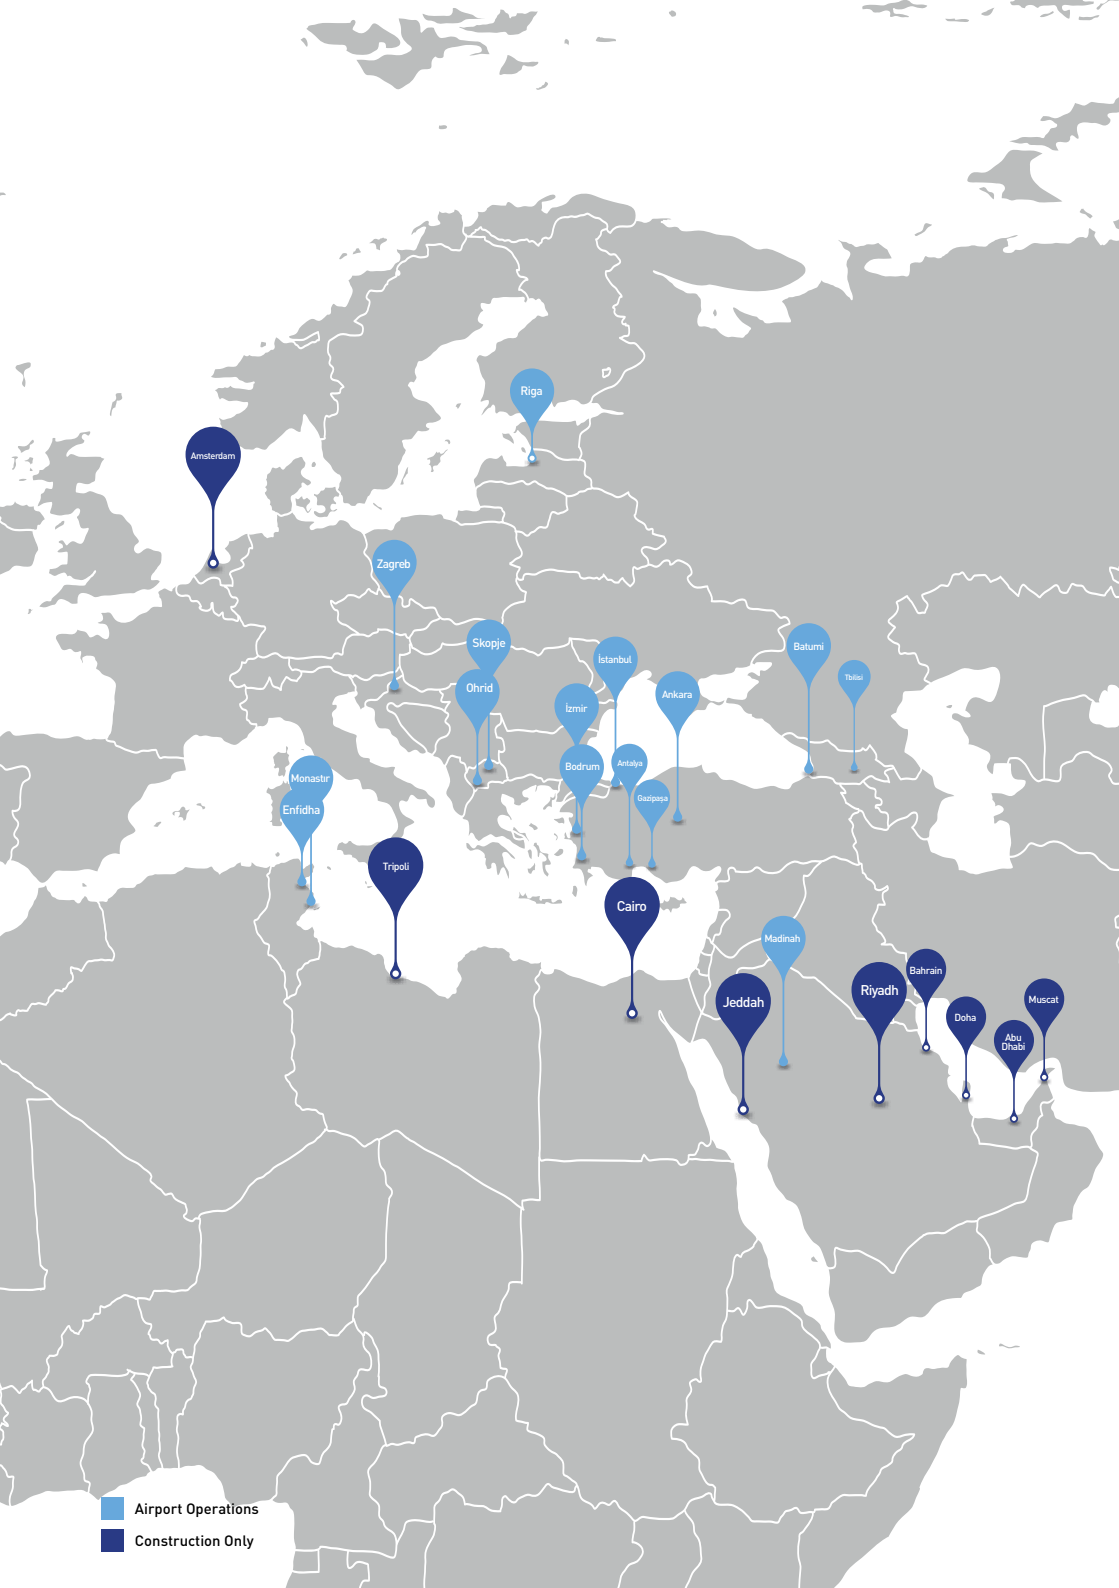 Riga
Amsterdam
Zagreb
Skopje
İstanbul
Batumi
Tbilisi
Ohrid
Ankara
İzmir
Bodrum
Antalya
Monastır
Gazipaşa
Enfidha
Tripoli
Cairo
Madinah
Bahrain
Riyadh
Jeddah
Muscat
Doha
Abu
Dhabi
Airport Operations
Construction Only